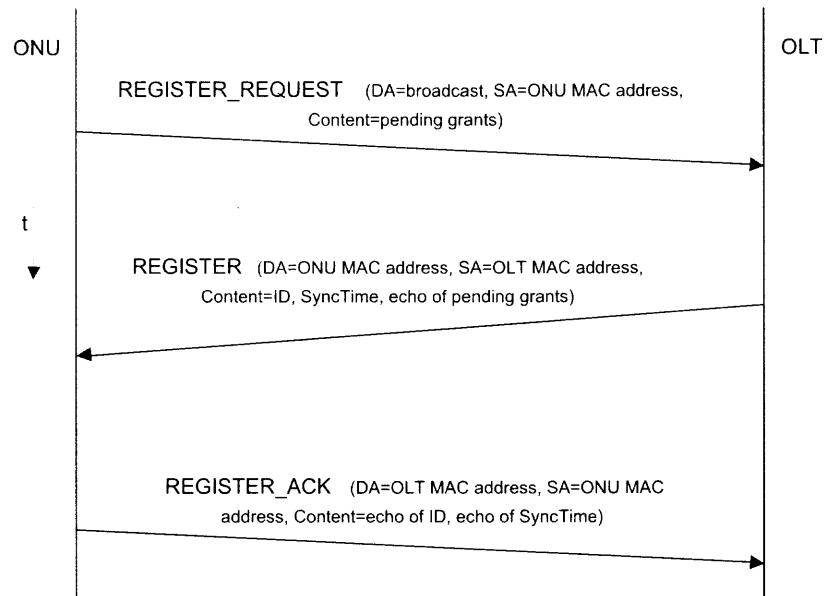 ONU
OLT
REGISTER_REQUEST (DA=broadcast, SA=ONU MAC address,
Content=pending grants)
t
REGISTER (DA=ONU MAC address, SA=OLT MAC address,
Content=ID, SyncTime, echo of pending grants)
REGISTER_ACK (DA=OLT MAC address, SA=ONU MAC
address, Content=echo of ID, echo of SyncTime)